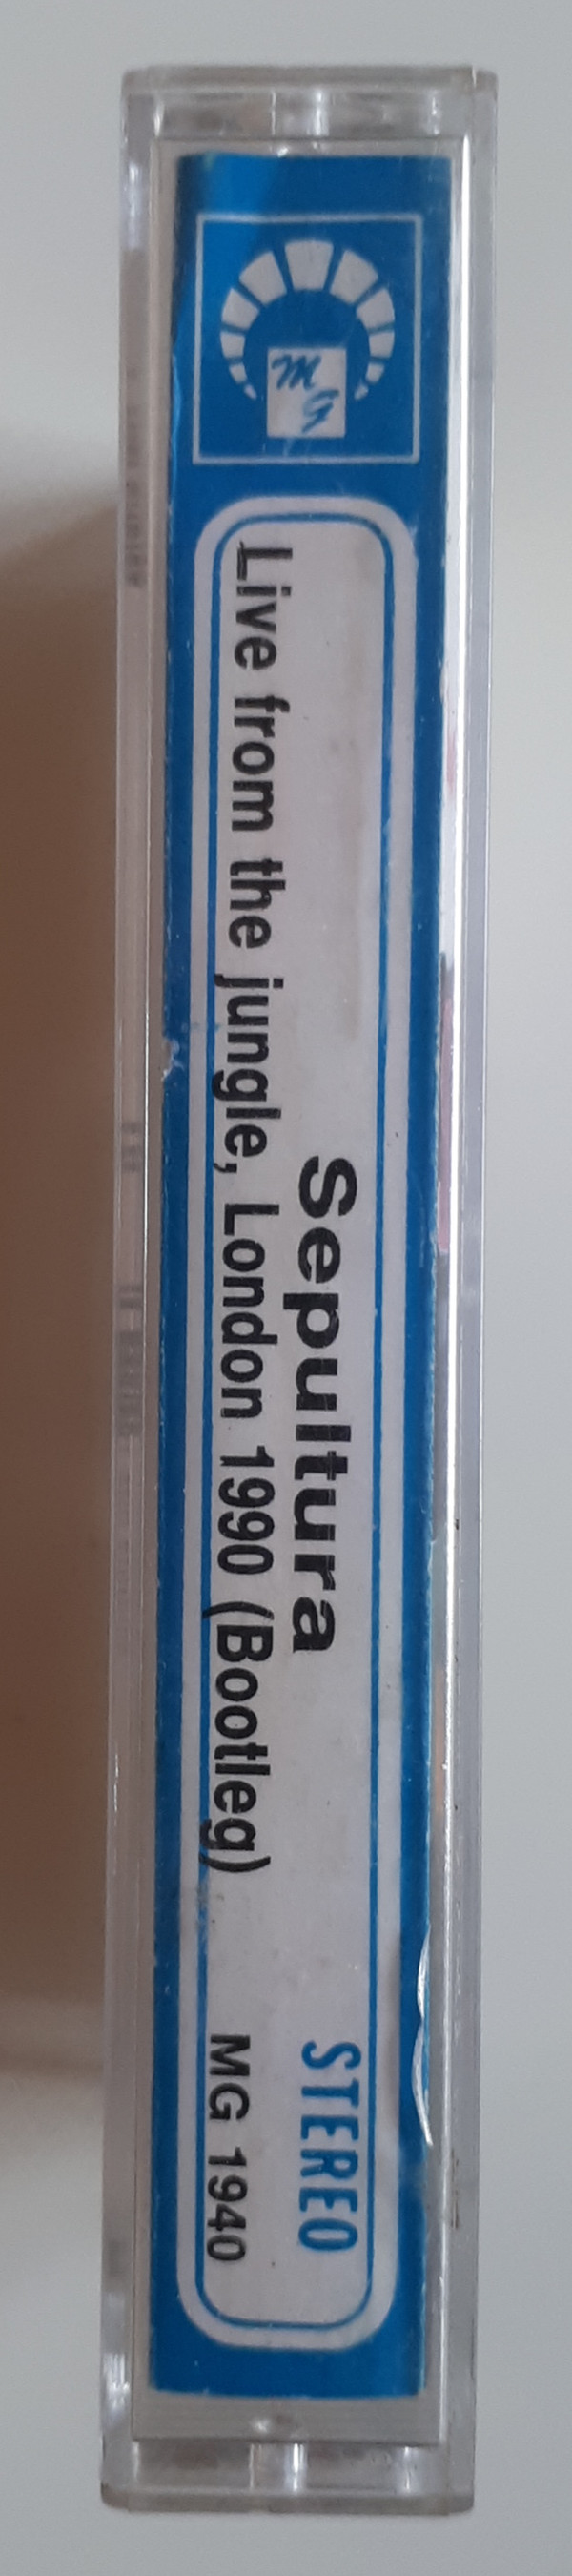 MG
Sepultura
Live from the jungle, London 1990 (Bootleg)
STEREO
MG 1940